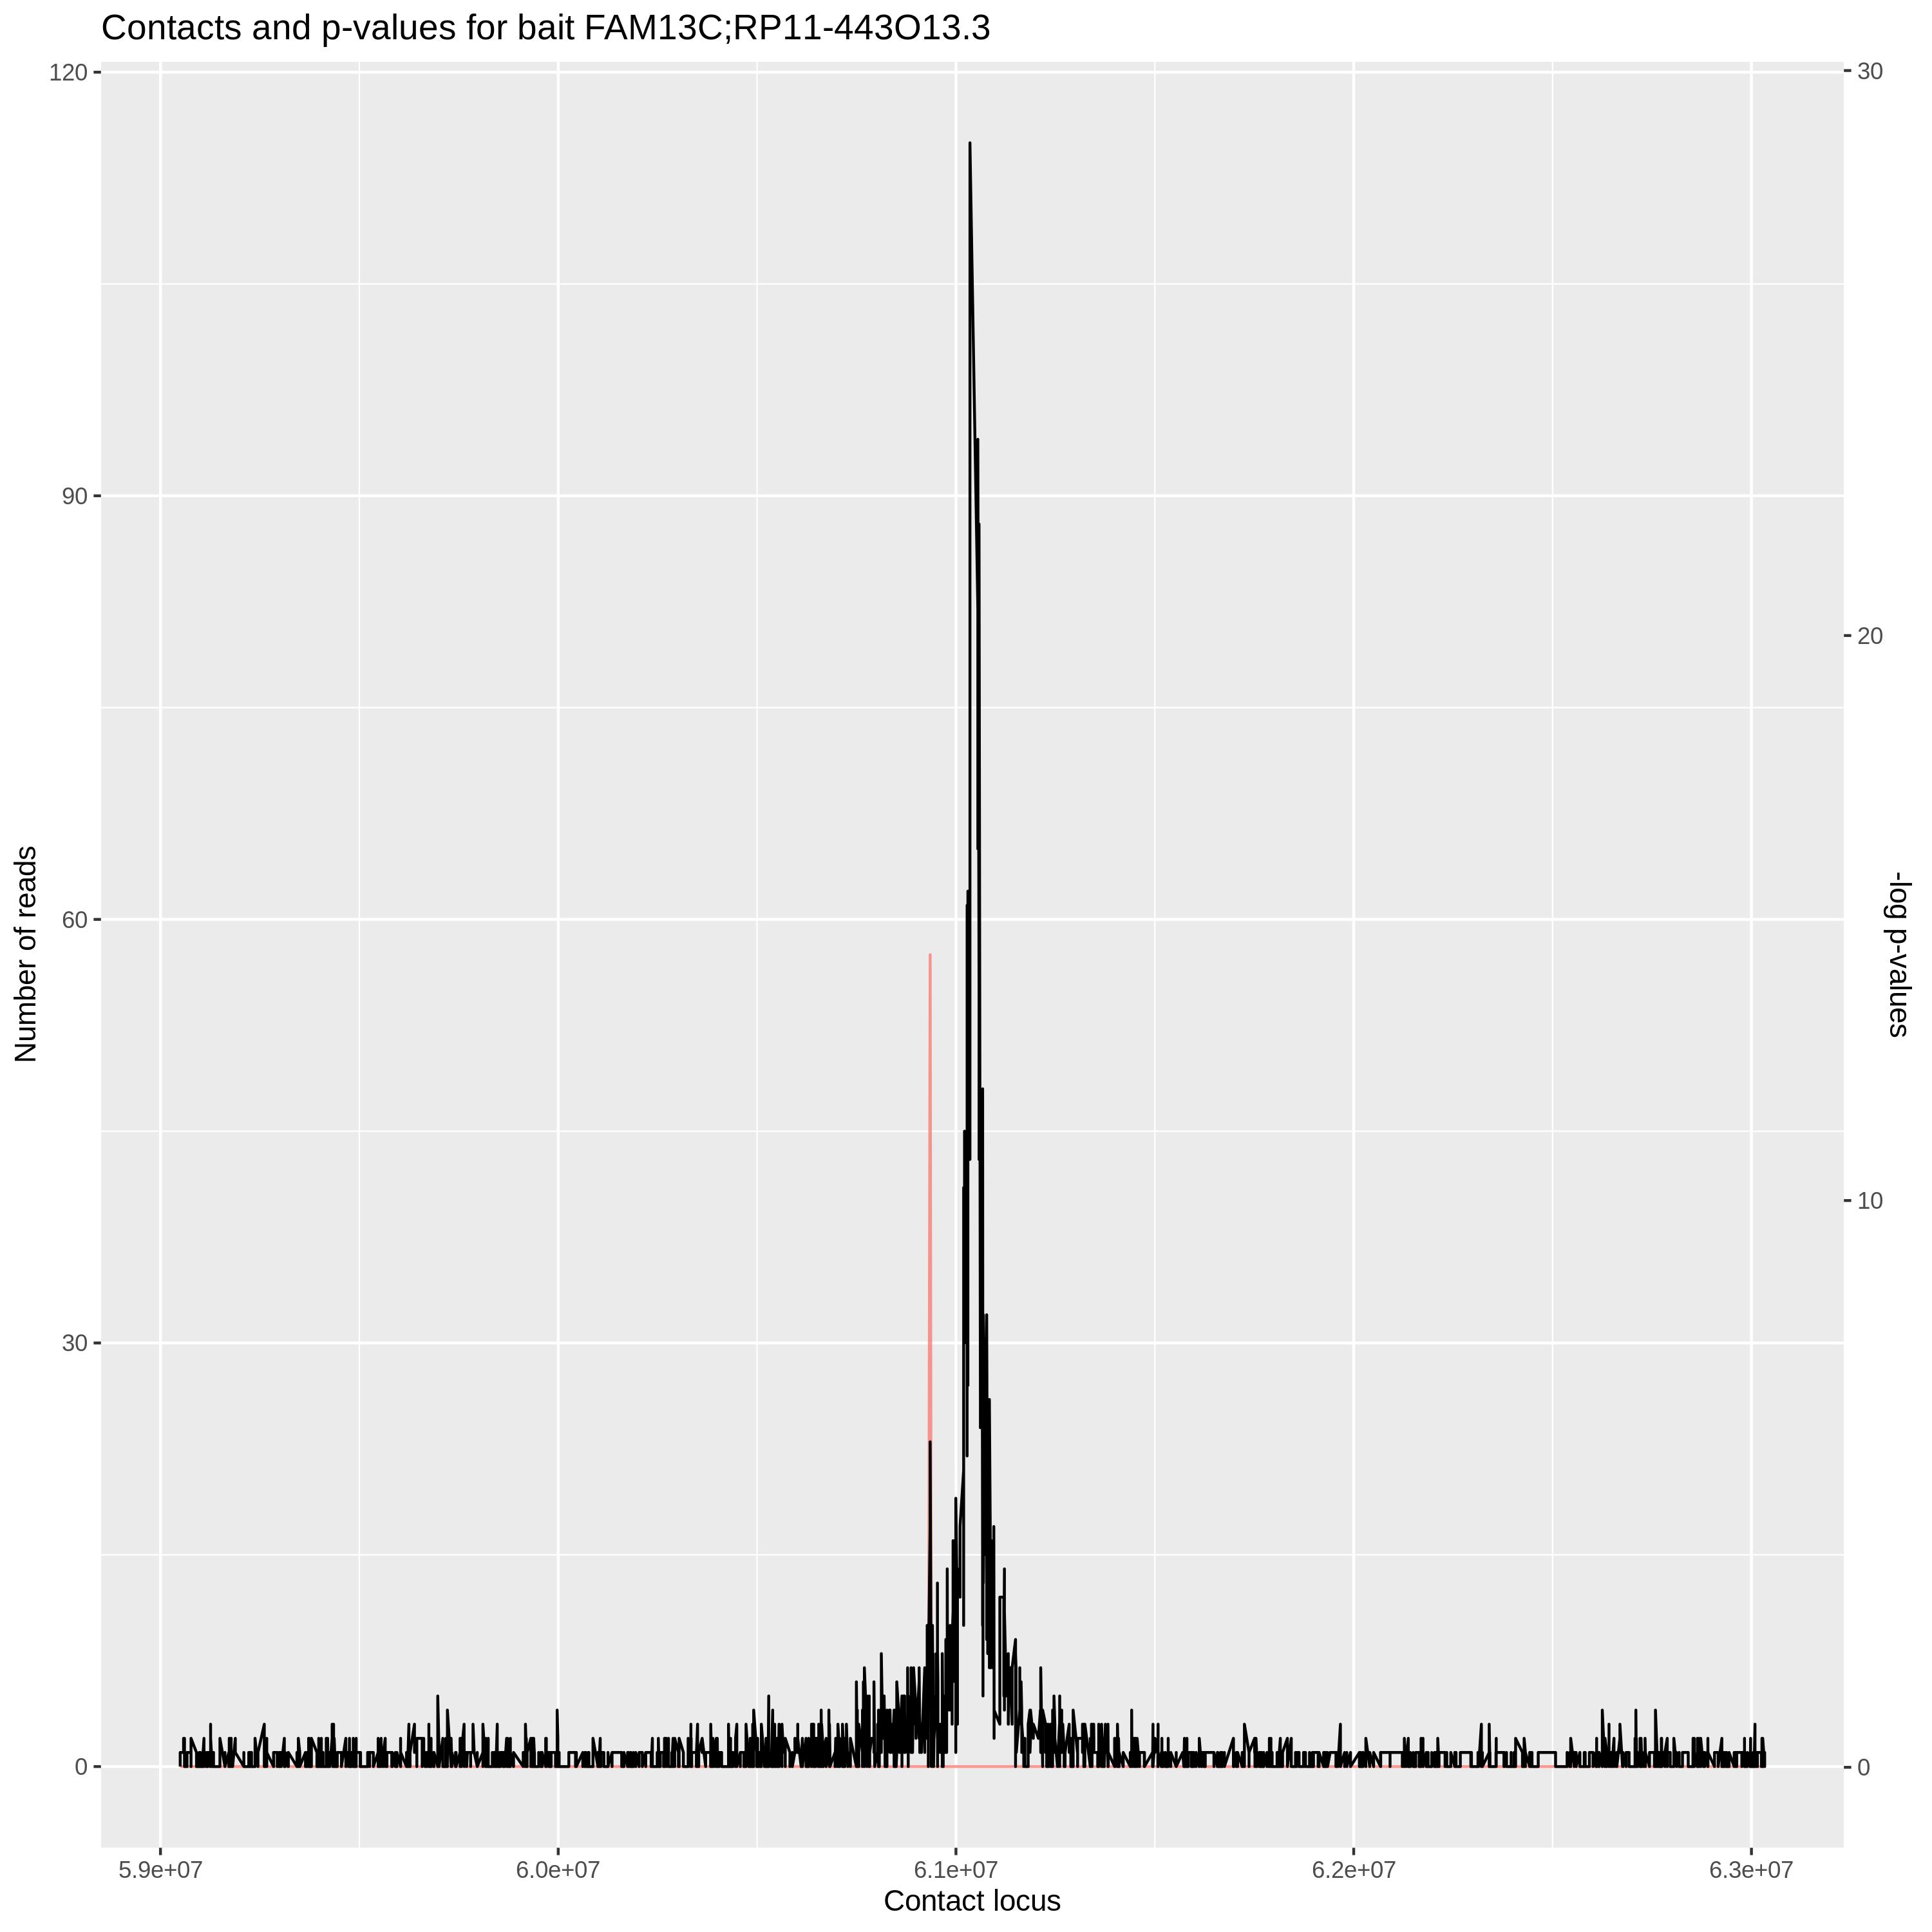 Contacts and p-values for bait FAM13C;RP11-443O13.3
120
90
60
30
0
Number of reads
30
20
10
0
-log p-values
5.9e+07
6.0e+07
6.1e+07
6.2e+07
6.3e+07
Contact locus